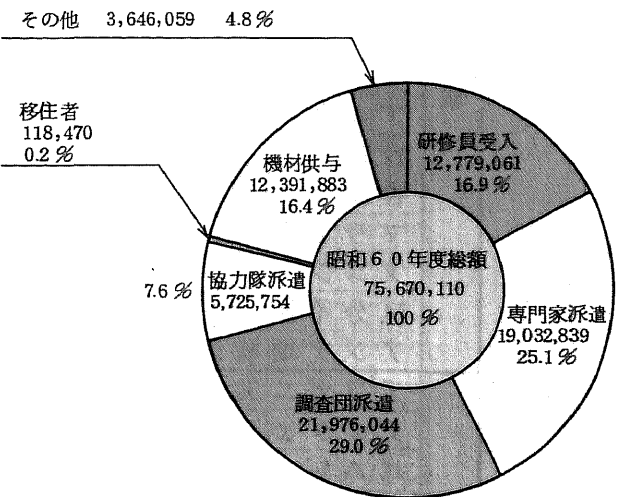 その他 3,646,059 4.8%
移住者
118,470
0.2%
機材供与
12,391,883
16.4%
研修員受入
12,779,061
16.9%
昭和60年度総額
75,670,110
100%
7.6%
協力隊派遣
5,725,754
専門家派遣
19,032,839
25.1%
調査団派遣
21,976,044
29.0%